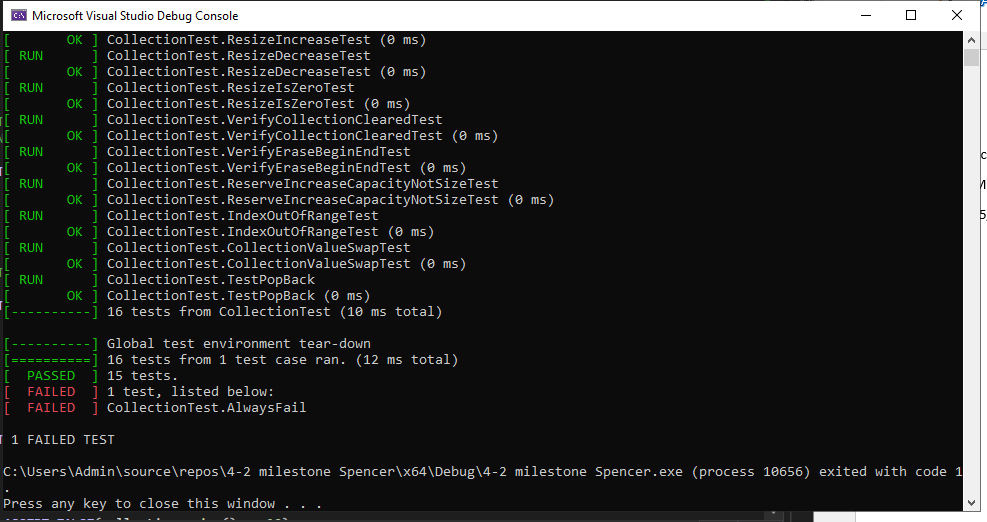 Microsoft Visual Studio Debug Console
[       OK ] CollectionTest.ResizeIncreaseTest (0 ms)
[ RUN      ] CollectionTest.ResizeDecreaseTest
[       OK ] CollectionTest.ResizeDecreaseTest (0 ms)
[ RUN      ] CollectionTest.ResizeIsZeroTest
[       OK ] CollectionTest.ResizeIsZeroTest (0 ms)
[ RUN      ] CollectionTest.VerifyCollectionClearedTest
[       OK ] CollectionTest.VerifyCollectionClearedTest (0 ms)
[ RUN      ] CollectionTest.VerifyEraseBeginEndTest
[       OK ] CollectionTest.VerifyEraseBeginEndTest (0 ms)
[ RUN      ] CollectionTest.ReserveIncreaseCapacityNotSizeTest
[       OK ] CollectionTest.ReserveIncreaseCapacityNotSizeTest (0 ms)
[ RUN      ] CollectionTest.IndexOutOfRangeTest
[       OK ] CollectionTest.IndexOutOfRangeTest (0 ms)
[ RUN      ] CollectionTest.CollectionValueSwapTest
[       OK ] CollectionTest.CollectionValueSwapTest (0 ms)
[ RUN      ] CollectionTest.TestPopBack
[       OK ] CollectionTest.TestPopBack (0 ms)
[----------] 16 tests from CollectionTest (10 ms total)
[----------] Global test environment tear-down
[==========] 16 tests from 1 test case ran. (12 ms total)
[  PASSED  ] 15 tests.
[  FAILED  ] 1 test, listed below:
[  FAILED  ] CollectionTest.AlwaysFail
1 FAILED TEST
C:\Users\Admin\source\repos\4-2 milestone Spencer\x64\Debug\4-2 milestone Spencer.exe (process 10656) exited with code 1
.
Press any key to close this window . . .